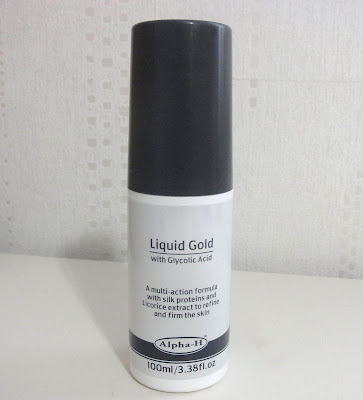 Liquid Gold
with Glycolic Acid
A multi-action formula
with silk proteins and
Licorice extract to refine
and firm the skin
Alpha-H®
100ml/3.38fl.oz